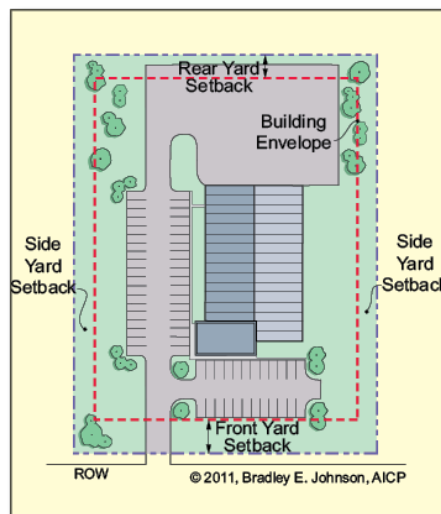 Rear Yard
Setback
Building
Envelope
Side
Yard
Setback
Side
Yard
Setback
Front Yard
Setback
ROW
© 2011, Bradley E. Johnson, AICP